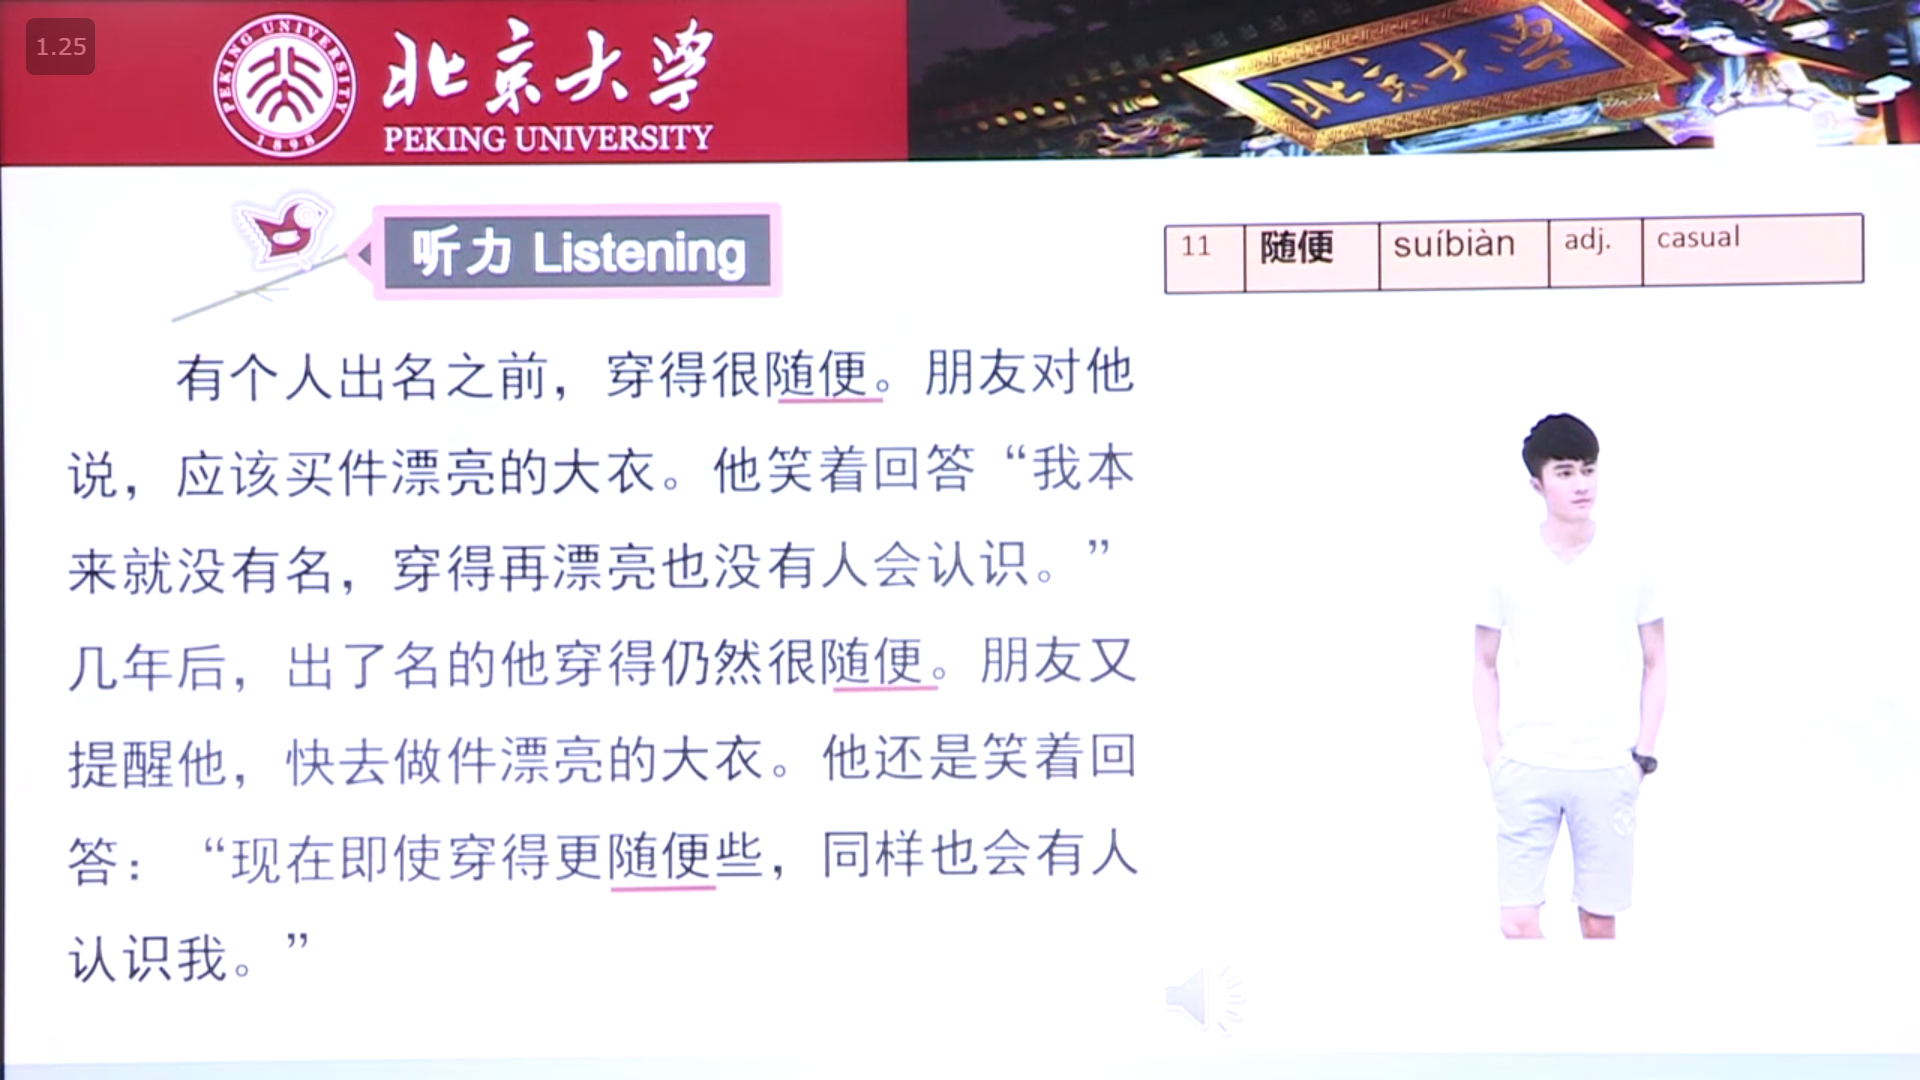 1.25
PEKING UNIVERSITY
1898
北京大学
PEKING UNIVERSITY
北京大学
听力 Listening
11 随便 suíbiàn adj. casual
有个人出名之前，穿得很随便。朋友对他
说，应该买件漂亮的大衣。他笑着回答“我本
来就没有名，穿得再漂亮也没有人会认识。”
几年后，出了名的他穿得仍然很随便。朋友又
提醒他，快去做件漂亮的大衣。他还是笑着回
答：“现在即使穿得更随便些，同样也会有人
认识我。”